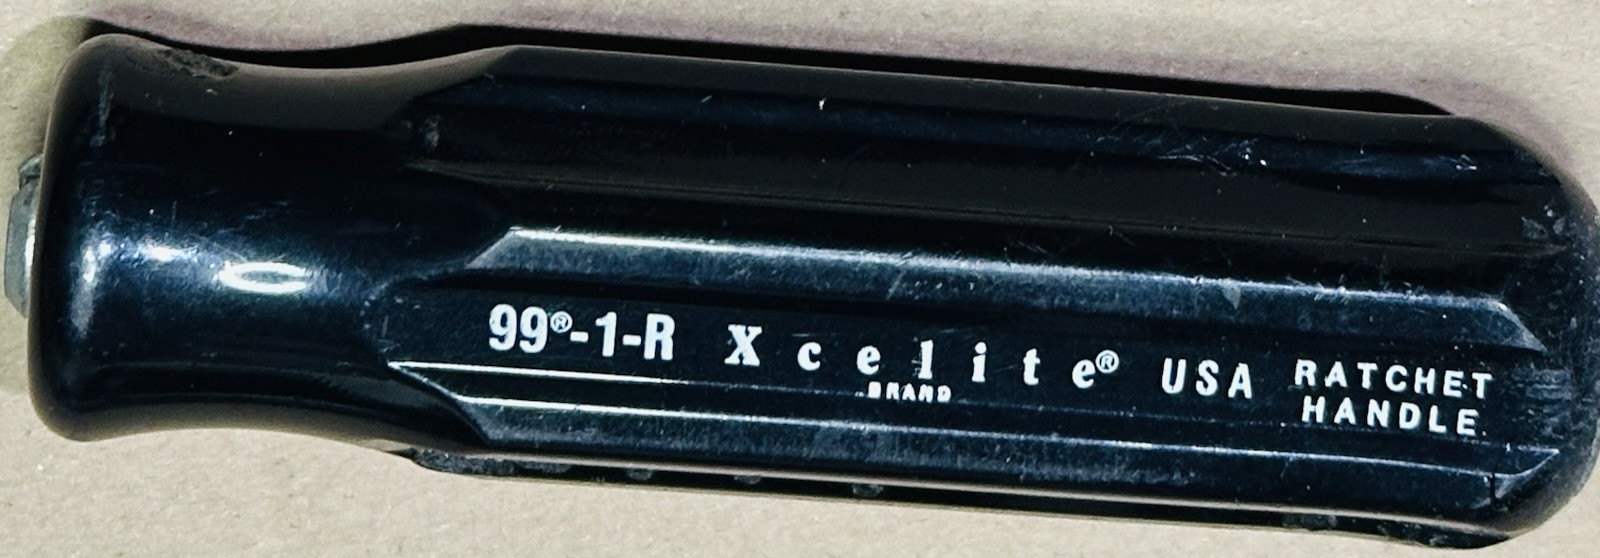 99®-1-R Xcelite® USA RATCHET
BRAND HANDLE